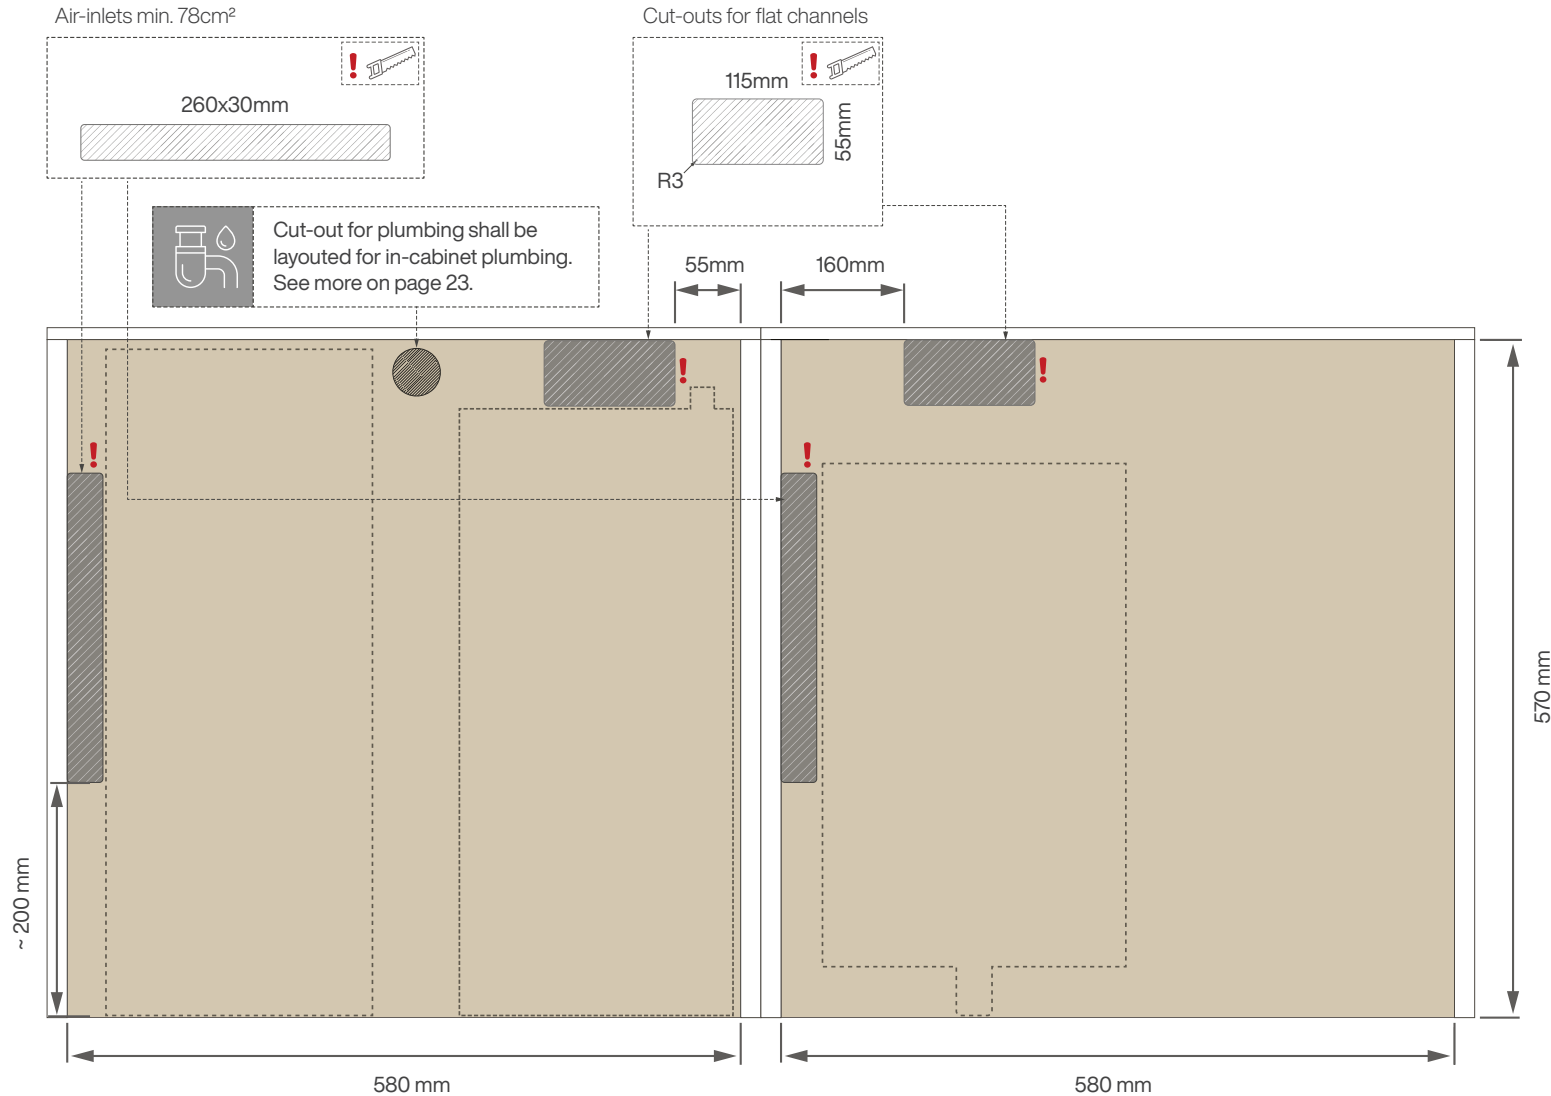 Air-inlets min. 78cm²
Cut-outs for flat channels
260x30mm
115mm
55mm
R3
Cut-out for plumbing shall be
layouted for in-cabinet plumbing.
See more on page 23.
55mm
160mm
~ 200 mm
570 mm
580 mm
580 mm